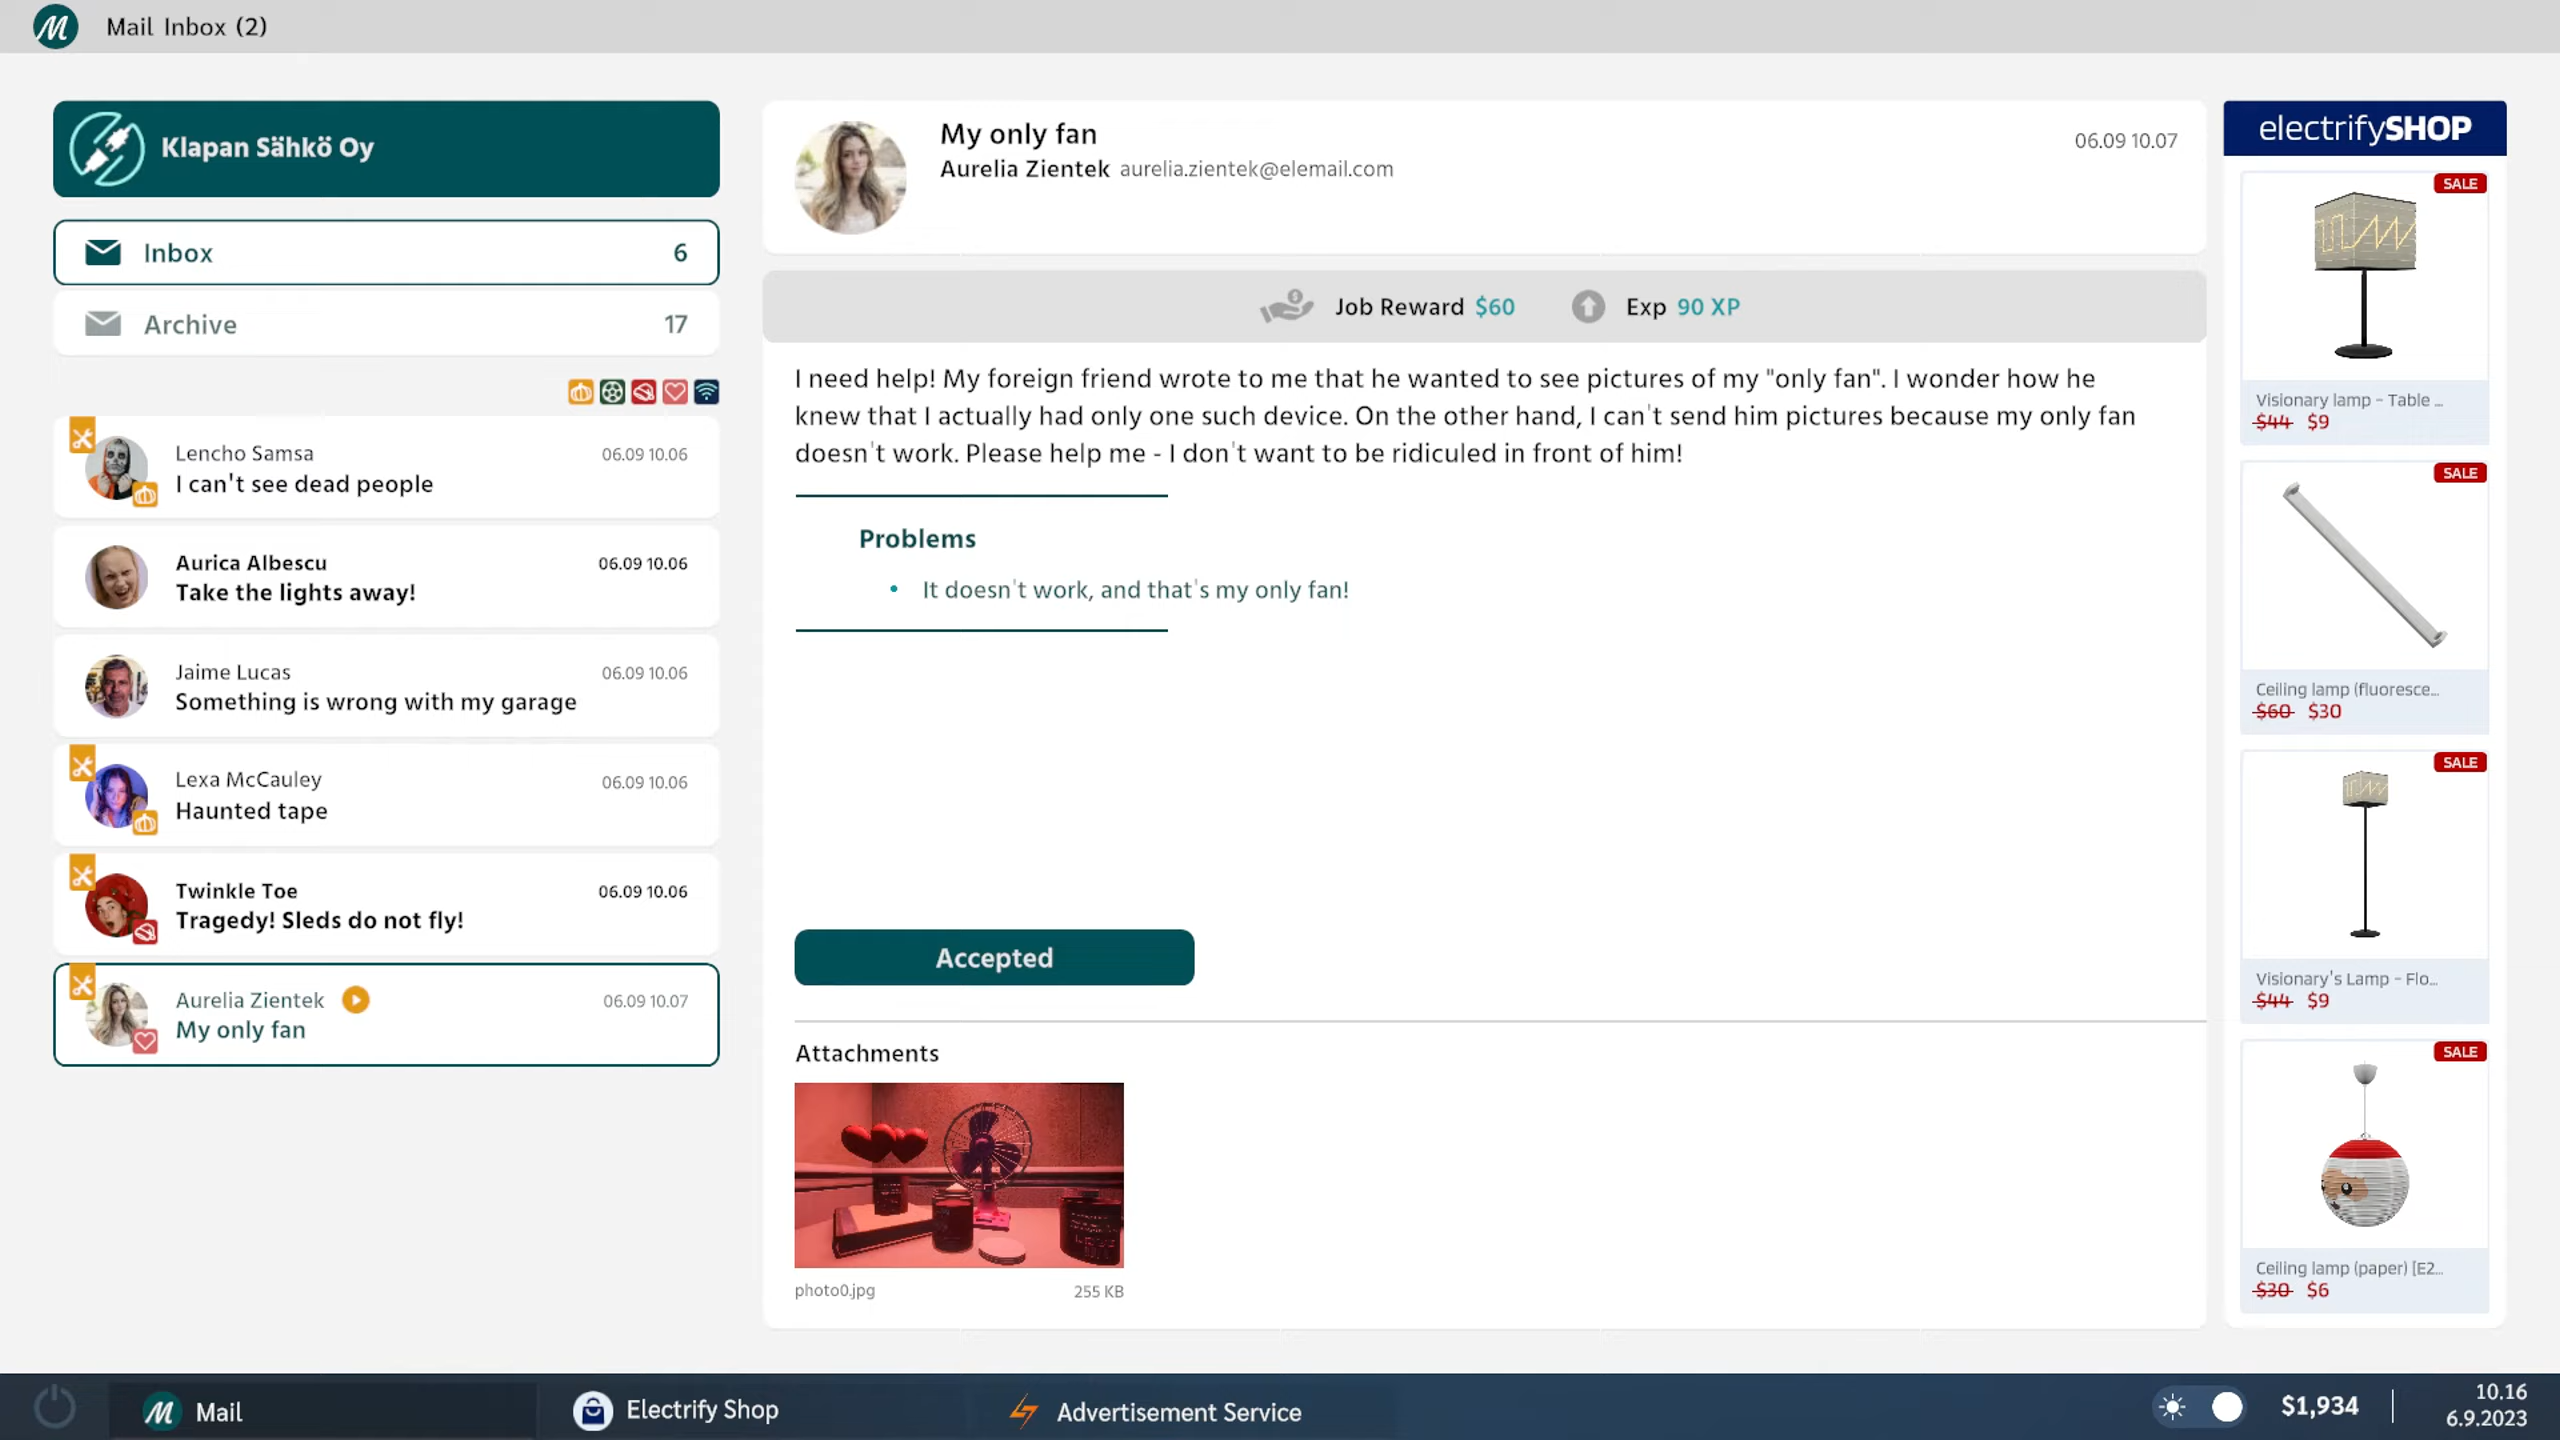 Mail Inbox (2)
Klapan Sähkö Oy
Inbox 6
Archive 17
Lencho Samsa 06.09 10.06
I can't see dead people
Aurica Albescu 06.09 10.06
Take the lights away!
Jaime Lucas 06.09 10.06
Something is wrong with my garage
Lexa McCauley 06.09 10.06
Haunted tape
Twinkle Toe 06.09 10.06
Tragedy! Sleds do not fly!
Aurelia Zientek 06.09 10.07
My only fan
My only fan 06.09 10.07
Aurelia Zientek aurelia.zientek@elemail.com
Job Reward $60 Exp 90 XP
I need help! My foreign friend wrote to me that he wanted to see pictures of my "only fan". I wonder how he
knew that I actually had only one such device. On the other hand, I can't send him pictures because my only fan
doesn't work. Please help me - I don't want to be ridiculed in front of him!
Problems
• It doesn't work, and that's my only fan!
Accepted
Attachments
photo0.jpg 255 KB
electrifySHOP
SALE
Visionary lamp - Table ...
$44 $9
SALE
Ceiling lamp (fluoresce...
$60 $30
SALE
Visionary's Lamp - Flo...
$44 $9
SALE
Ceiling lamp (paper) [E2...
$30 $6
Mail
Electrify Shop
Advertisement Service
$1,934
10.16
6.9.2023